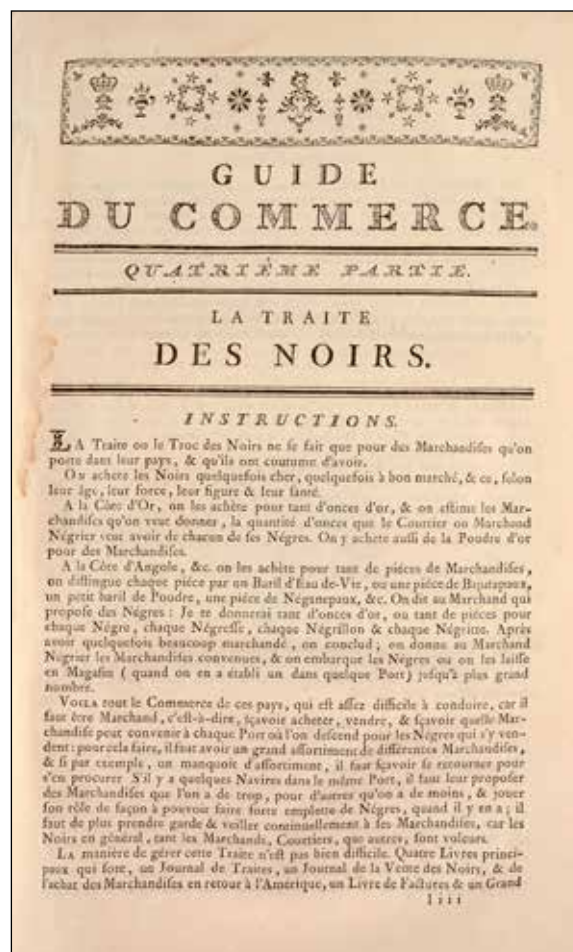 GUIDE
DU COMMERCE.
QUATRIÉME PARTIE.
LA TRAITE
DES NOIRS.
INSTRUCTIONS.
LA Traite ou le Troc des Noirs ne se fait que pour des Marchandises qu'on
porte dans leur pays, & qu'ils ont coutume d'avoir.
On achete les Noirs quelquefois cher, quelquefois à bon marché, & ce, selon
leur âge, leur force, leur figure & leur santé.
A la Côte d'Or, on les achète pour tant d'onces d'or, & on estime les Mar-
chandises qu'on veut donner, la quantité d'onces que le Courtier ou Marchand
Négrier veut avoir de chacun de ses Négres. On y achete aussi de la Poudre d'or
pour des Marchandises.
A la Côte d'Angole, &c. on les achète pour tant de piéces de Marchandises,
on distingue chaque piéce par un Baril d'Eau-de-Vie, ou une piéce de Bajutapaux,
un petit baril de Poudre, une piéce de Néganepaux, &c. On dit au Marchand qui
propose des Négres : Je te donnerai tant d'onces d'or, ou tant de piéces pour
chaque Négre, chaque Négresse, chaque Négrillon & chaque Négritte. Après
avoir quelquefois beaucoup marchandé, on conclud ; on donne au Marchand
Négrier les Marchandises convenues, & on embarque les Négres ou on les laisse
en Magasin ( quand on en a établi un dans quelque Port ) jusqu'à plus grand
nombre.
VOILA tout le Commerce de ces pays, qui est assez difficile à conduire, car il
faut être Marchand, c'est-à-dire, sçavoir acheter, vendre, & sçavoir quelle Mar-
chandise peut convenir à chaque Port où l'on descend pour les Négres qui s'y ven-
dent : pour cela faire, il faut avoir un grand assortiment de différentes Marchandises,
& si par exemple, on manquoit d'assortiment, il faut sçavoir se retourner pour
s'en procurer S'il y a quelques Navires dans le même Port, il faut leur proposer
des Marchandises que l'on a de trop, pour d'autres qu'on a de moins, & jouer
son rôle de façon à pouvoir faire forte emplette de Négres, quand il y en a ; il
faut de plus prendre garde & veiller continuellement à ses Marchandises, car les
Noirs en général, tant les Marchands, Courtiers, que autres, sont voleurs.
LA maniére de gérer cette Traite n'est pas bien difficile. Quatre Livres princi-
paux qui sont, un Journal de Traites, un Journal de la Vente des Noirs, & de
l'achat des Marchandises en retour à l'Amérique, un Livre de Factures & un Grand
Iiii